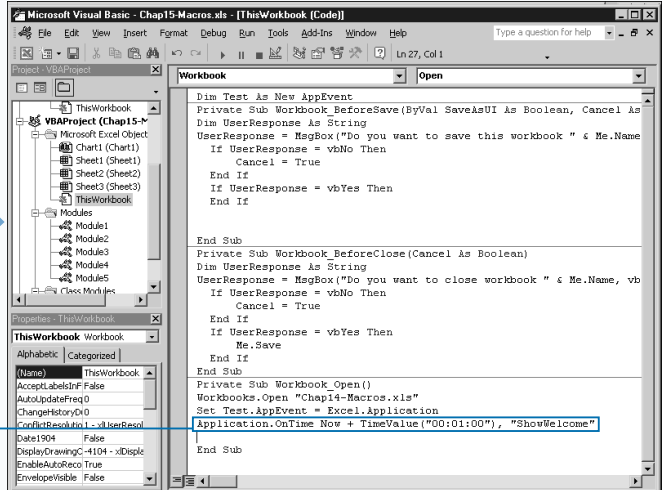 Microsoft Visual Basic - Chap15-Macros.xls - [ThisWorkbook (Code)]
File Edit View Insert Format Debug Run Tools Add-Ins Window Help
Type a question for help
Ln 27, Col 1
Project - VBAProject
ThisWorkbook
VBAProject (Chap15-M
Microsoft Excel Object
Chart1 (Chart1)
Sheet1 (Sheet1)
Sheet2 (Sheet2)
Sheet3 (Sheet3)
ThisWorkbook
Modules
Module1
Module2
Module3
Module4
Module5
Class Modules
Properties - ThisWorkbook
ThisWorkbook Workbook
Alphabetic Categorized
(Name) ThisWorkbook
AcceptLabelsInF False
AutoUpdateFreq 0
ChangeHistoryD 0
ConflictResolutio 1 - xlUserResol
Date1904 False
DisplayDrawingC -4104 - xlDispla
EnableAutoReco True
EnvelopeVisible False
Workbook Open
Dim Test As New AppEvent
Private Sub Workbook_BeforeSave(ByVal SaveAsUI As Boolean, Cancel As
Dim UserResponse As String
UserResponse = MsgBox("Do you want to save this workbook " & Me.Name
If UserResponse = vbNo Then
Cancel = True
End If
If UserResponse = vbYes Then
End If
End Sub
Private Sub Workbook_BeforeClose(Cancel As Boolean)
Dim UserResponse As String
UserResponse = MsgBox("Do you want to close workbook " & Me.Name, vb
If UserResponse = vbNo Then
Cancel = True
End If
If UserResponse = vbYes Then
Me.Save
End If
End Sub
Private Sub Workbook_Open()
Workbooks.Open "Chap14-Macros.xls"
Set Test.AppEvent = Excel.Application
Application.OnTime Now + TimeValue("00:01:00"), "ShowWelcome"
End Sub